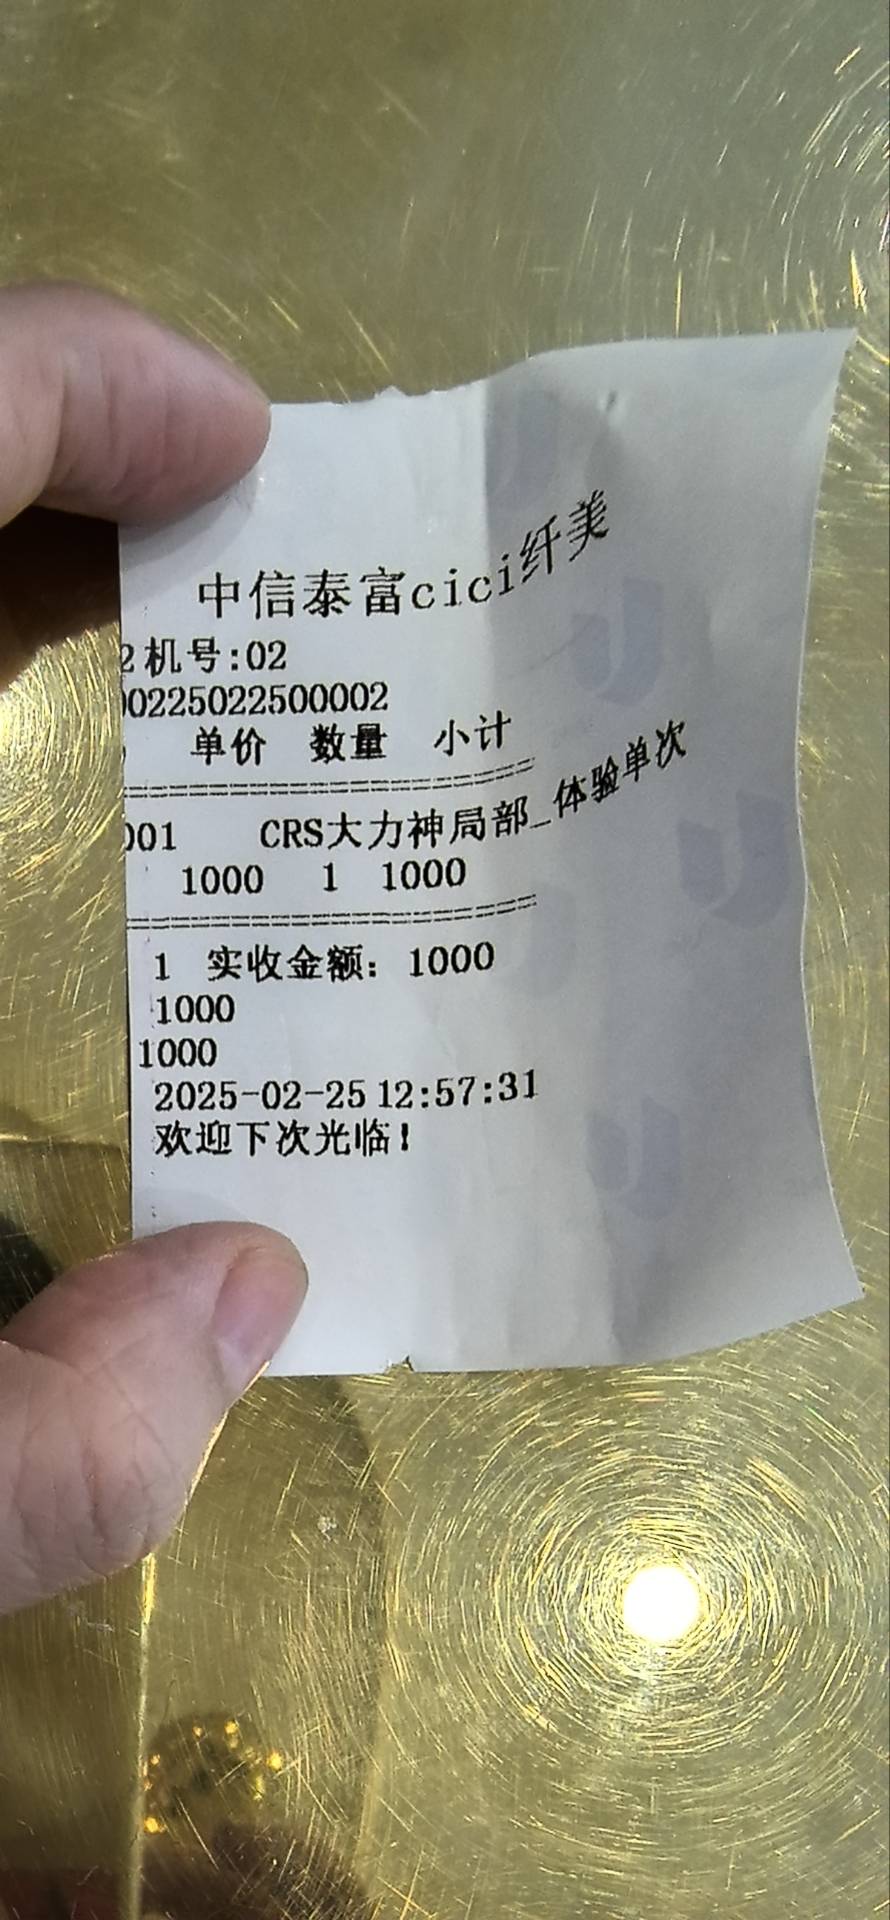 中信泰富cici纤美
2机号:02
00225022500002
单价 数量 小计
001 CRS大力神局部_体验单次
1000 1 1000
1 实收金额: 1000
1000
1000
2025-02-25 12:57:31
欢迎下次光临!